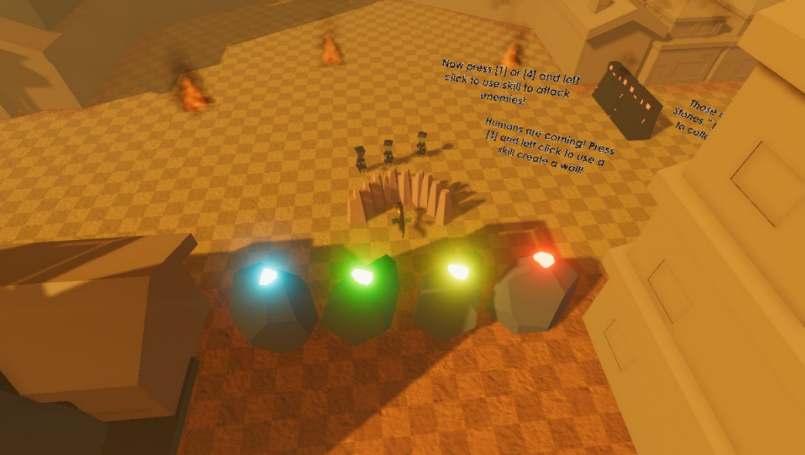 Now press [1] or [4] and left
click to use skill to attack
enemies!
Humans are coming! Press
[3] and left click to use a
skill create a wall!
Those
Stones,
to coll